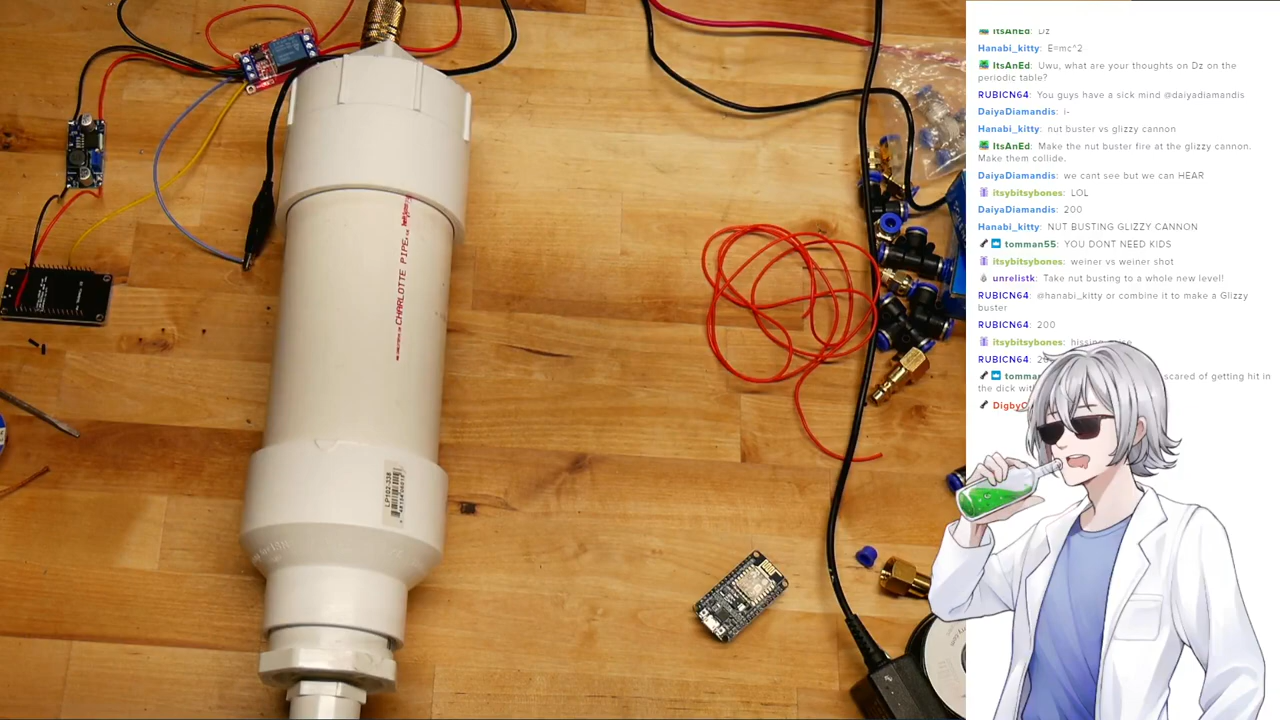 ItsAnEd: Dz
Hanabi_kitty: E=mc^2
ItsAnEd: Uwu, what are your thoughts on Dz on the
periodic table?
RUBICN64: You guys have a sick mind @daiyadiamandis
DaiyaDiamandis: i-
Hanabi_kitty: nut buster vs glizzy cannon
ItsAnEd: Make the nut buster fire at the glizzy cannon.
Make them collide.
DaiyaDiamandis: we cant see but we can HEAR
itsybitsybones: LOL
DaiyaDiamandis: 200
Hanabi_kitty: NUT BUSTING GLIZZY CANNON
tomman55: YOU DONT NEED KIDS
itsybitsybones: weiner vs weiner shot
unrelistk: Take nut busting to a whole new level!
RUBICN64: @hanabi_kitty or combine it to make a Glizzy
buster
RUBICN64: 200
itsybitsybones:
RUBICN64:
scared of getting hit in
the dick
CHARLOTTE PIPE
LP102-338